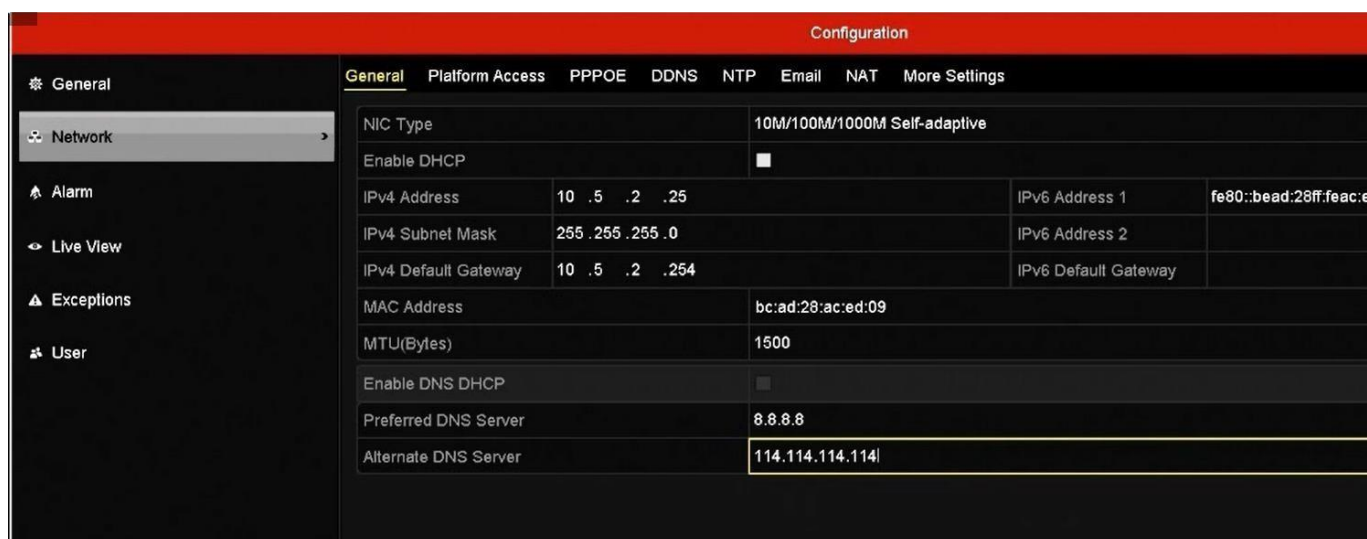 Configuration
General
Network
Alarm
Live View
Exceptions
User
General Platform Access PPPOE DDNS NTP Email NAT More Settings
NIC Type 10M/100M/1000M Self-adaptive
Enable DHCP
IPv4 Address 10 .5 .2 .25 IPv6 Address 1 fe80::bead:28ff:feac:e
IPv4 Subnet Mask 255.255.255.0 IPv6 Address 2
IPv4 Default Gateway 10 .5 .2 .254 IPv6 Default Gateway
MAC Address bc:ad:28:ac:ed:09
MTU(Bytes) 1500
Enable DNS DHCP
Preferred DNS Server 8.8.8.8
Alternate DNS Server 114.114.114.114